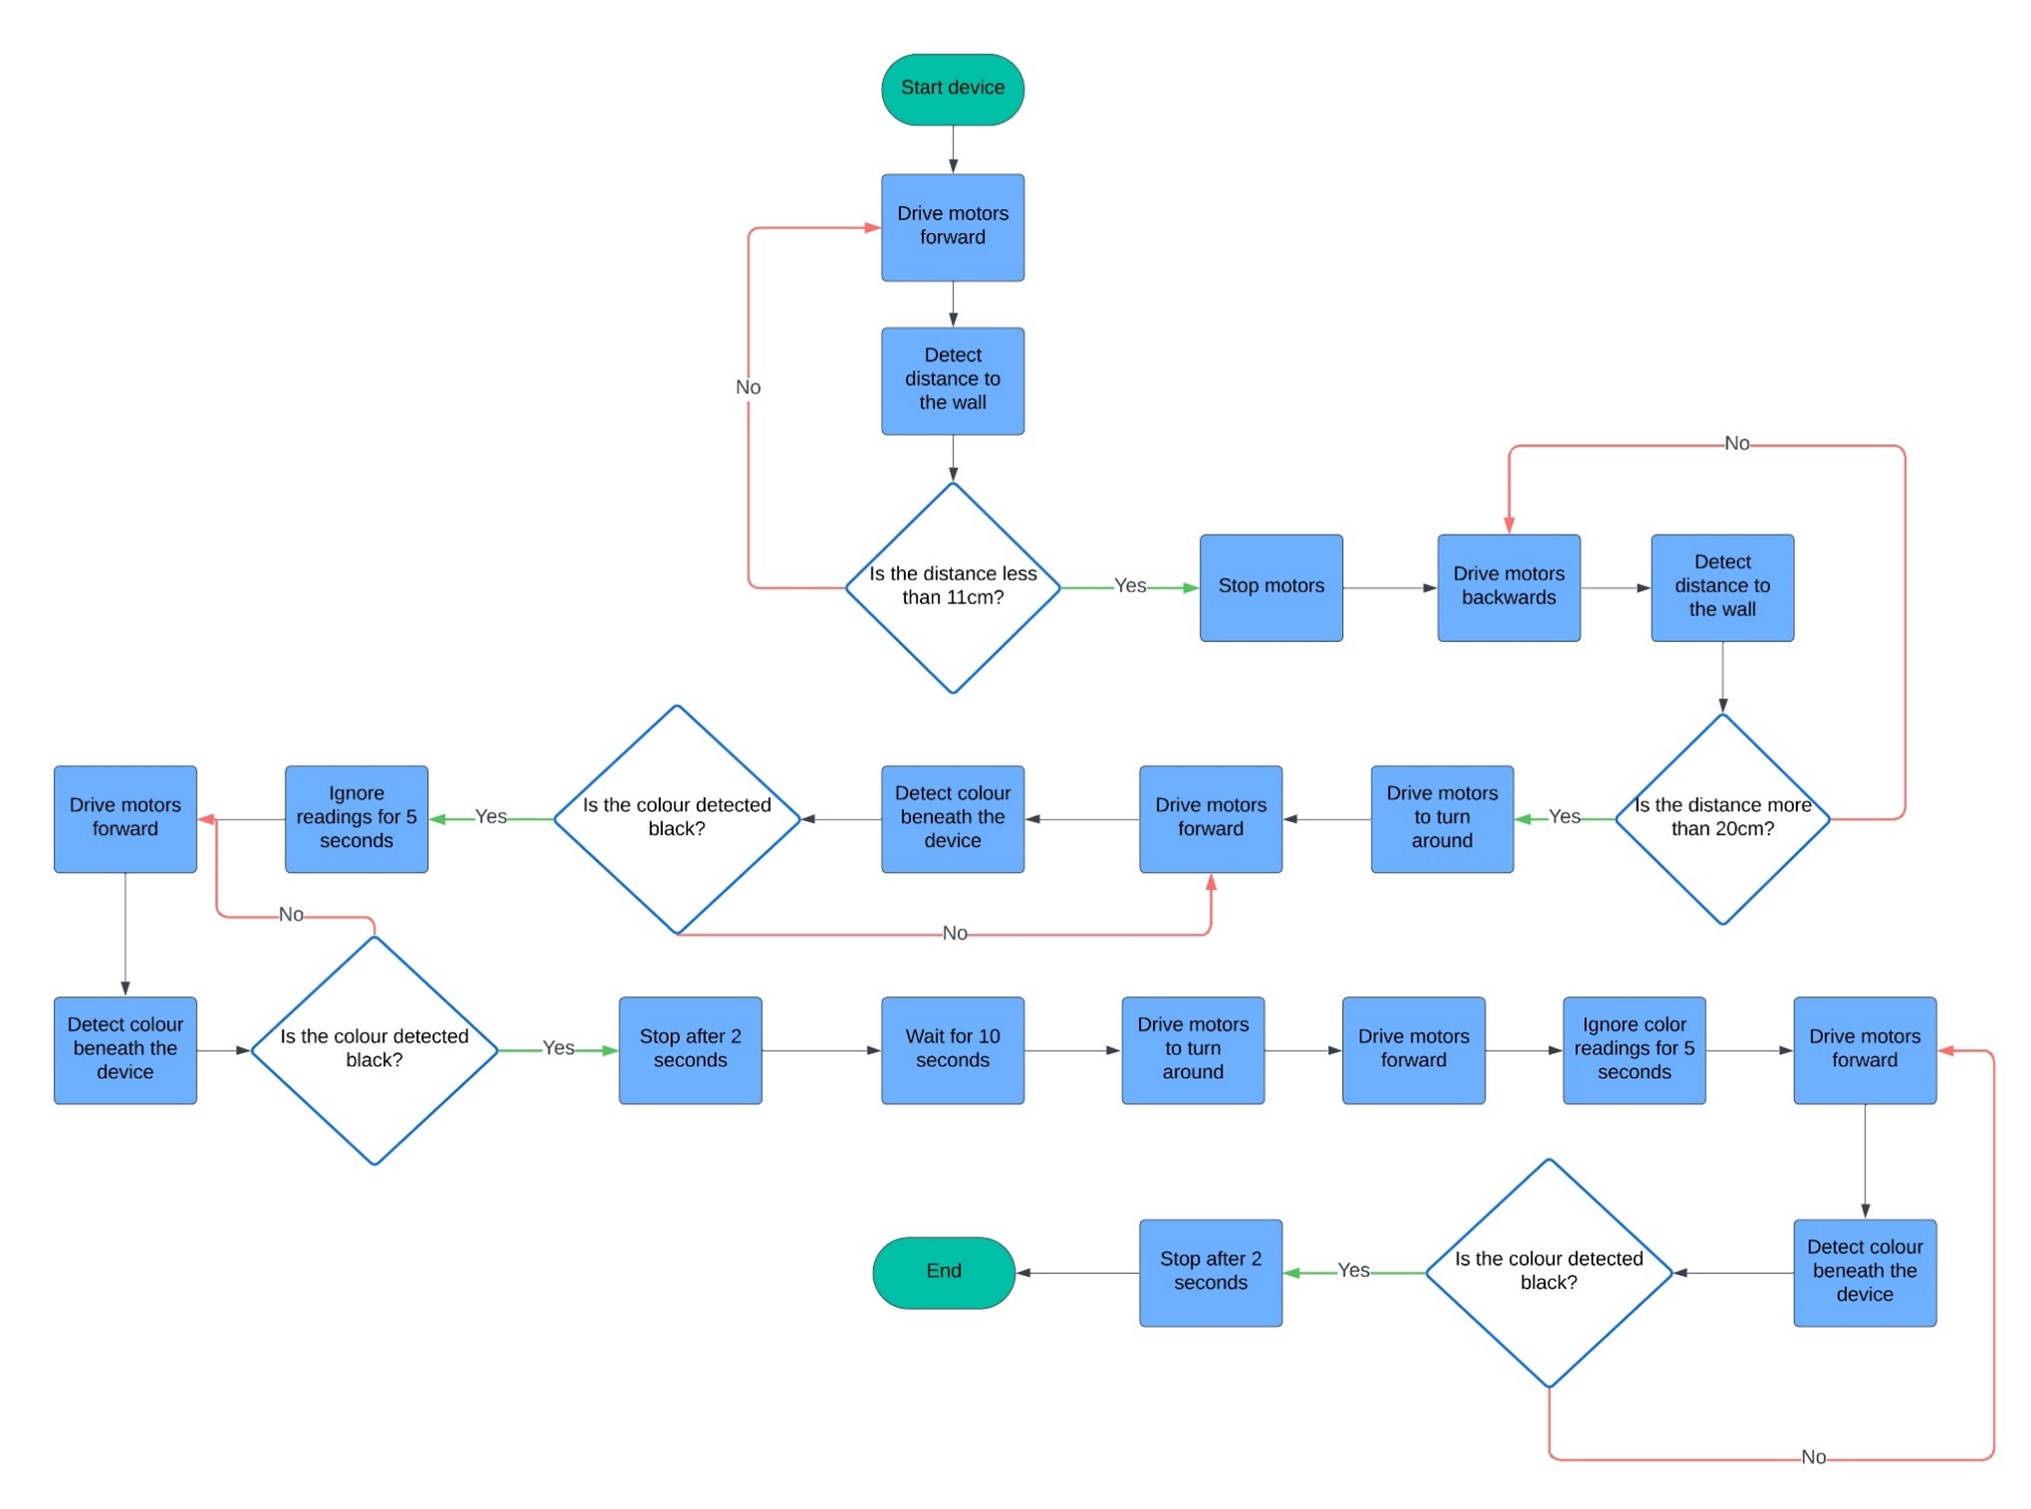 Start device
Drive motors
forward
Detect
distance to
the wall
No
Is the distance less
than 11cm?
Yes
Stop motors
Drive motors
backwards
No
Detect
distance to
the wall
Is the distance more
than 20cm?
Yes
Drive motors
to turn
around
Drive motors
forward
Detect colour
beneath the
device
Is the colour detected
black?
No
Yes
Ignore
readings for 5
seconds
Drive motors
forward
Detect colour
beneath the
device
No
Is the colour detected
black?
Yes
Stop after 2
seconds
Wait for 10
seconds
Drive motors
to turn
around
Drive motors
forward
Ignore color
readings for 5
seconds
Drive motors
forward
Detect colour
beneath the
device
Is the colour detected
black?
No
Yes
Stop after 2
seconds
End